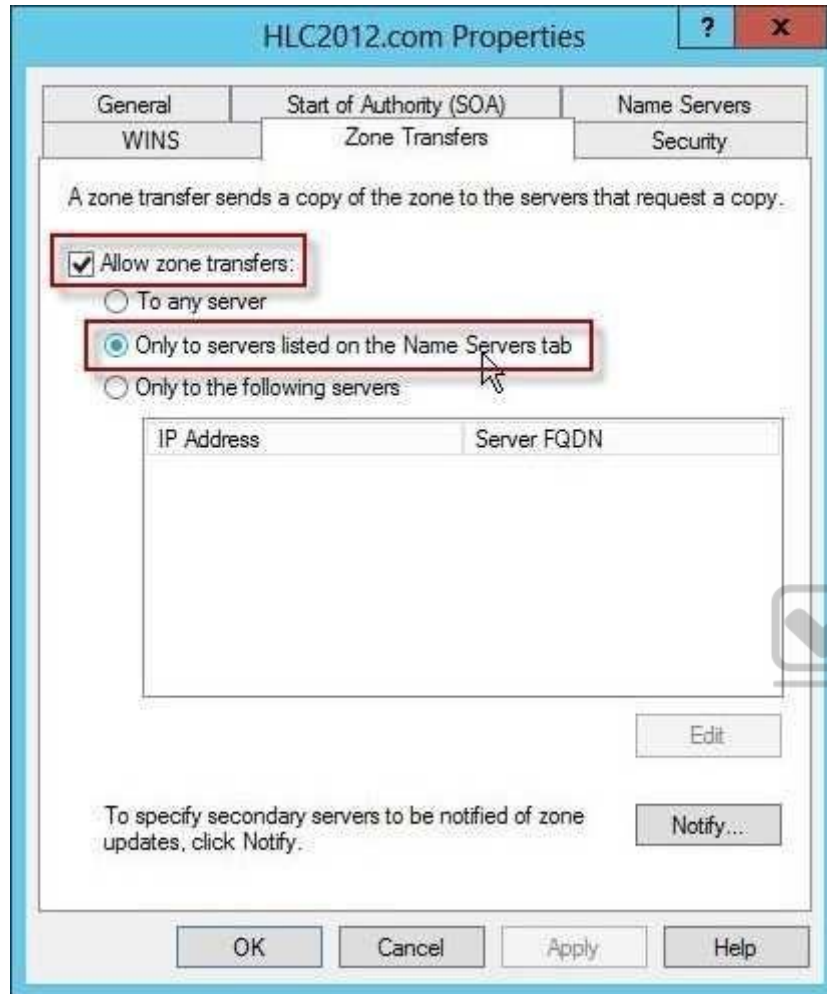 HLC2012.com Properties
?
x
General
Start of Authority (SOA)
Name Servers
WINS
Zone Transfers
Security
A zone transfer sends a copy of the zone to the servers that request a copy.
Allow zone transfers:
To any server
Only to servers listed on the Name Servers tab
Only to the following servers
IP Address
Server FQDN
Edit
To specify secondary servers to be notified of zone
updates, click Notify.
Notify...
OK
Cancel
Apply
Help